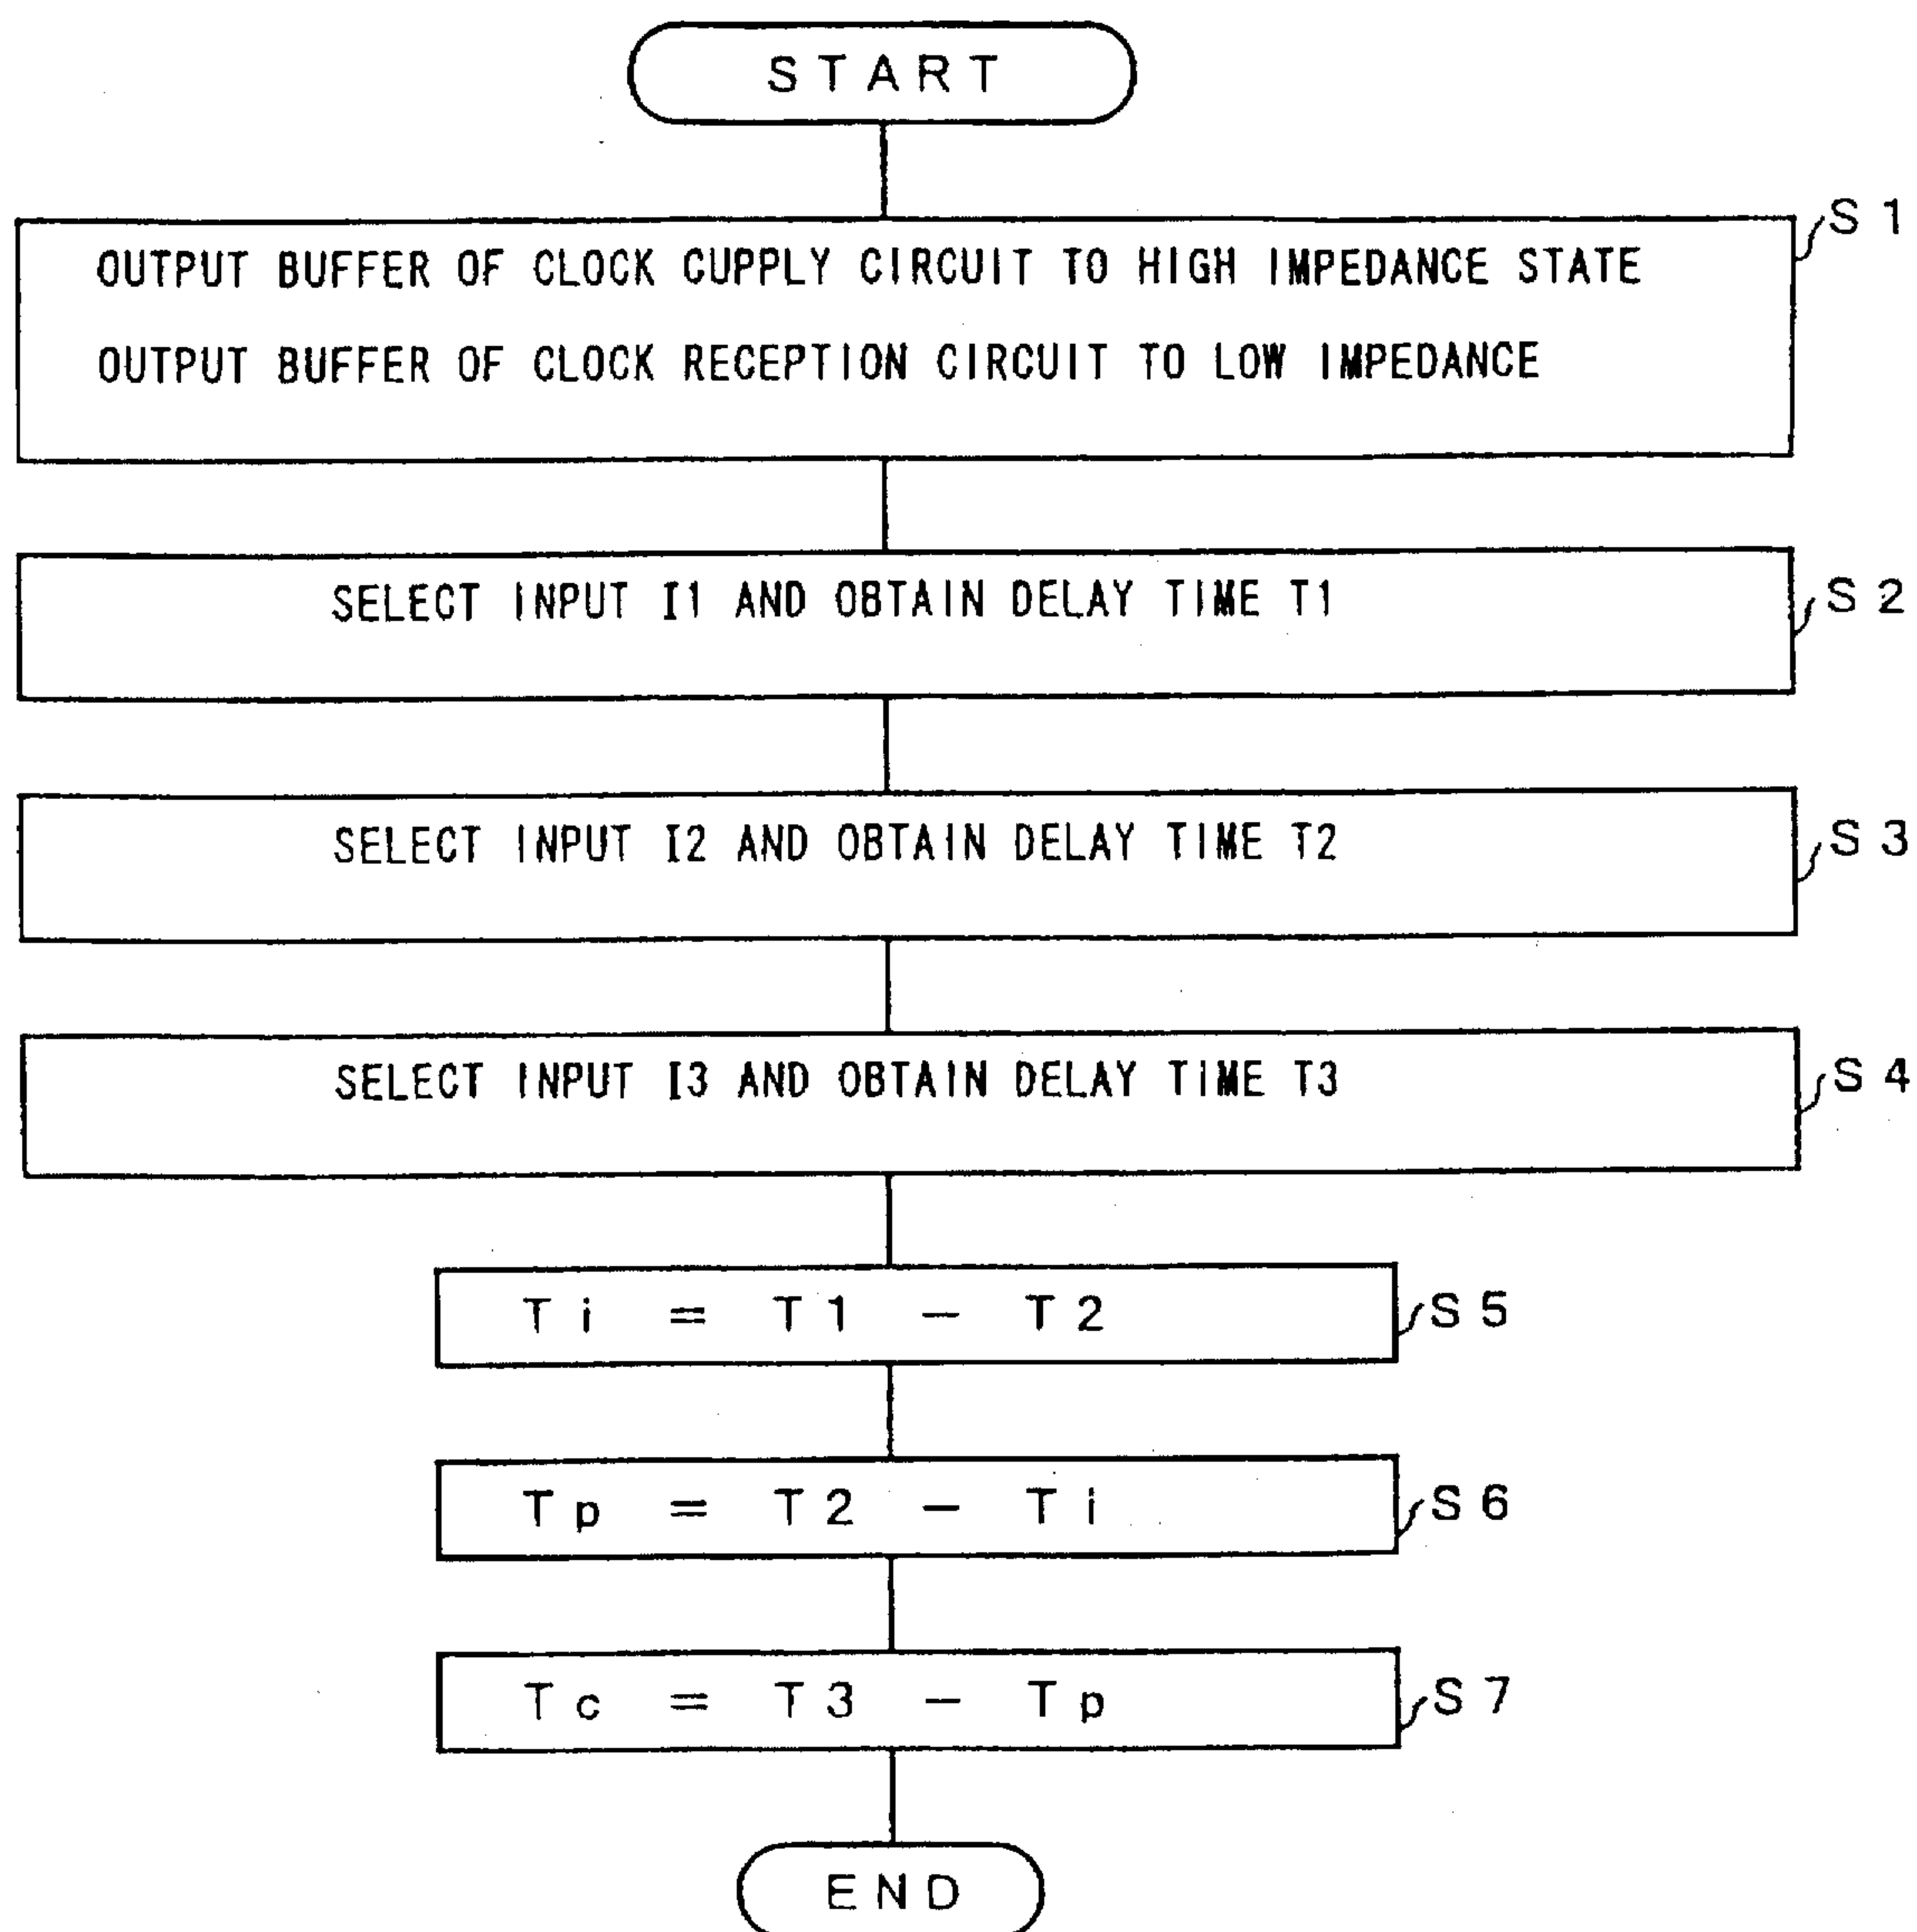 START
S1
OUTPUT BUFFER OF CLOCK CUPPLY CIRCUIT TO HIGH IMPEDANCE STATE
OUTPUT BUFFER OF CLOCK RECEPTION CIRCUIT TO LOW IMPEDANCE
SELECT INPUT I1 AND OBTAIN DELAY TIME T1
S2
SELECT INPUT I2 AND OBTAIN DELAY TIME T2
S3
SELECT INPUT I3 AND OBTAIN DELAY TIME T3
S4
Ti = T1 - T2
S5
Tp = T2 - Ti
S6
Tc = T3 - Tp
S7
END